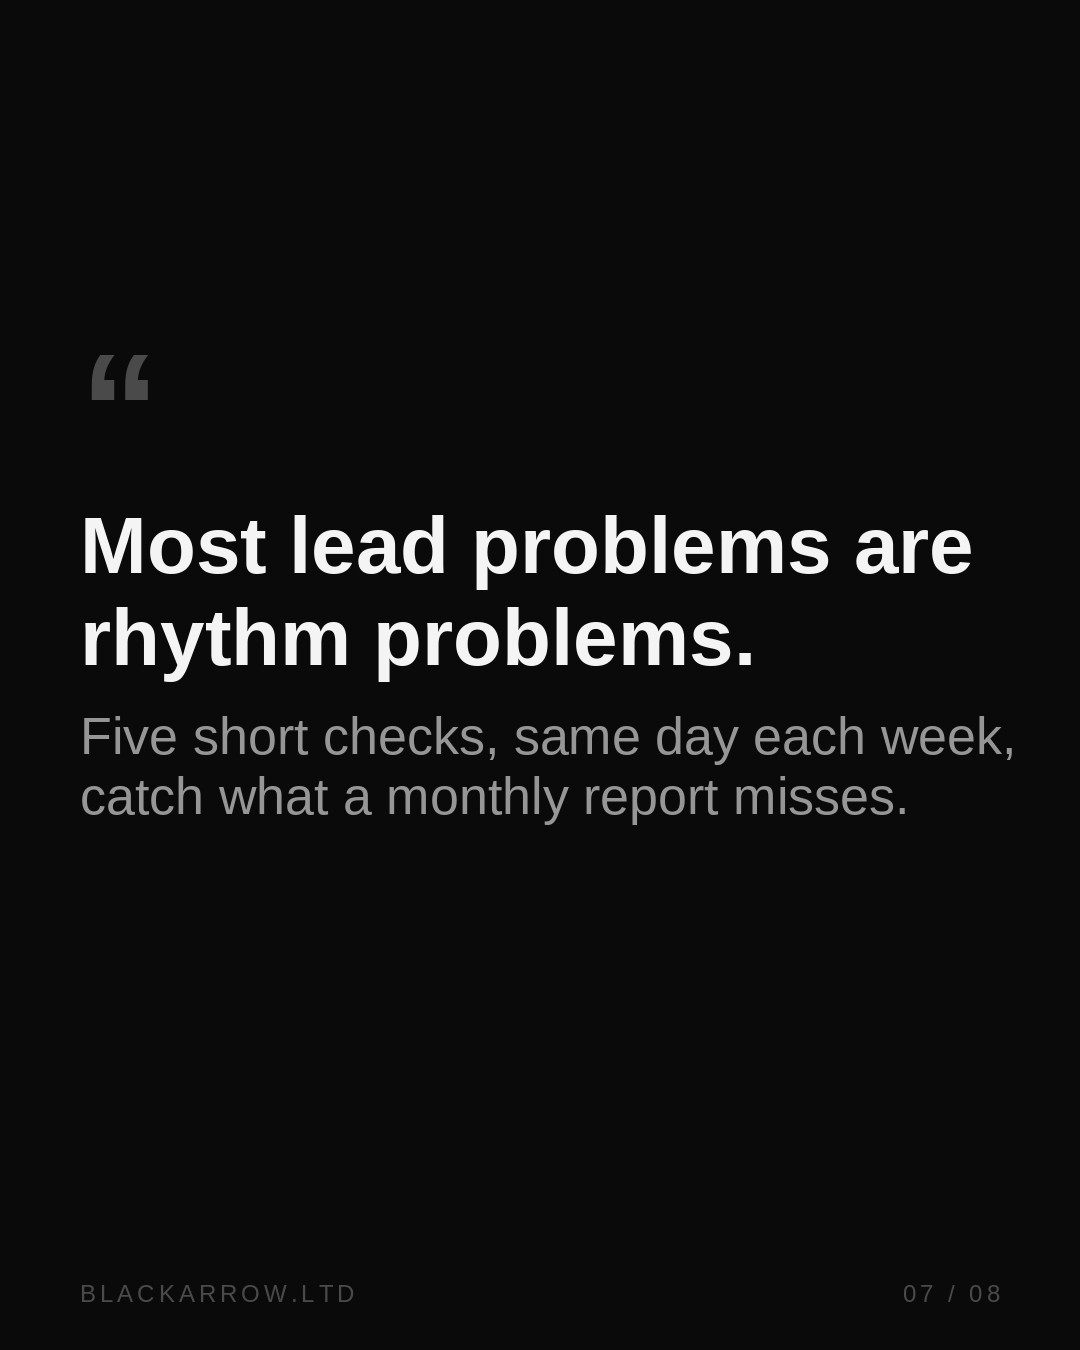 “
Most lead problems are
rhythm problems.
Five short checks, same day each week,
catch what a monthly report misses.
BLACKARROW.LTD
07 / 08